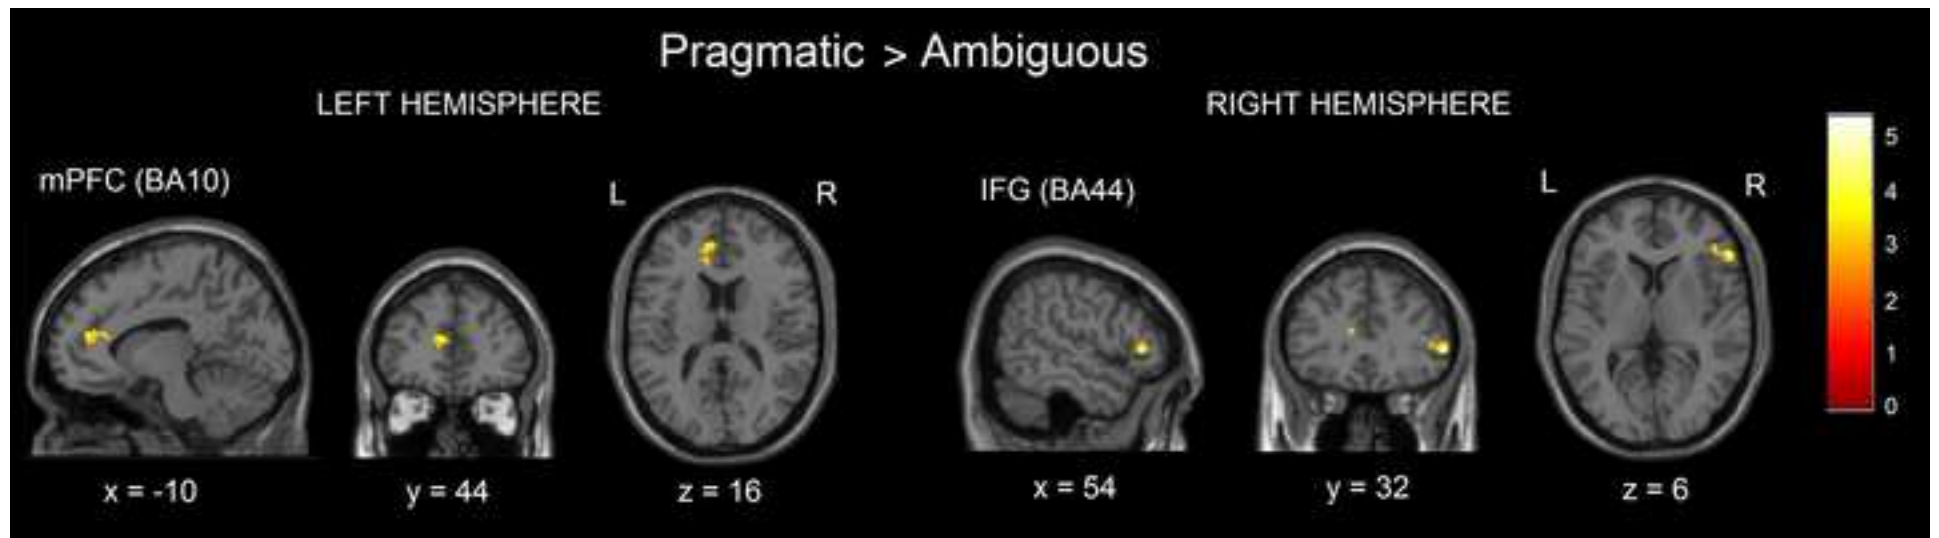 Pragmatic > Ambiguous
LEFT HEMISPHERE
RIGHT HEMISPHERE
mPFC (BA10)
L
R
IFG (BA44)
L
R
5
4
3
2
1
0
x = -10
y = 44
z = 16
x = 54
y = 32
z = 6